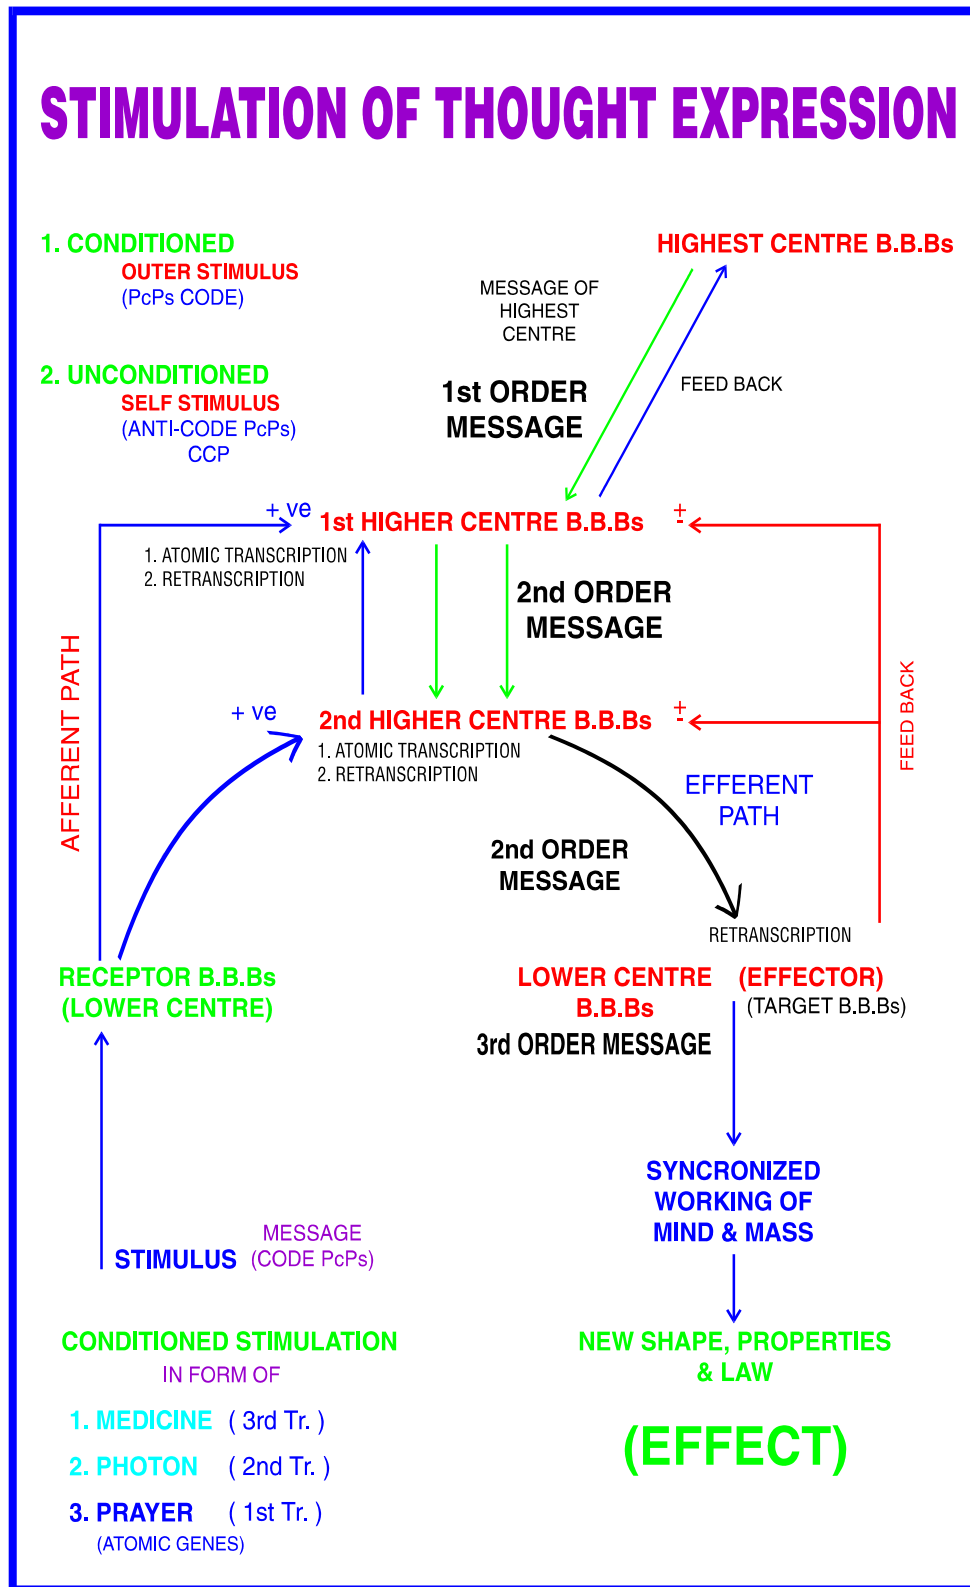 STIMULATION OF THOUGHT EXPRESSION
1. CONDITIONED
OUTER STIMULUS
(PcPs CODE)
HIGHEST CENTRE B.B.Bs
MESSAGE OF
HIGHEST
CENTRE
2. UNCONDITIONED
SELF STIMULUS
(ANTI-CODE PcPs)
CCP
1st ORDER
MESSAGE
FEED BACK
+ ve
1st HIGHER CENTRE B.B.Bs
+
-
1. ATOMIC TRANSCRIPTION
2. RETRANSCRIPTION
2nd ORDER
MESSAGE
AFFERENT PATH
FEED BACK
+ ve
2nd HIGHER CENTRE B.B.Bs
+
-
1. ATOMIC TRANSCRIPTION
2. RETRANSCRIPTION
EFFERENT
PATH
2nd ORDER
MESSAGE
RETRANSCRIPTION
RECEPTOR B.B.Bs
(LOWER CENTRE)
LOWER CENTRE (EFFECTOR)
B.B.Bs (TARGET B.B.Bs)
3rd ORDER MESSAGE
SYNCRONIZED
WORKING OF
MIND & MASS
STIMULUS
MESSAGE
(CODE PcPs)
CONDITIONED STIMULATION
IN FORM OF
1. MEDICINE ( 3rd Tr. )
2. PHOTON ( 2nd Tr. )
3. PRAYER ( 1st Tr. )
(ATOMIC GENES)
NEW SHAPE, PROPERTIES
& LAW
(EFFECT)